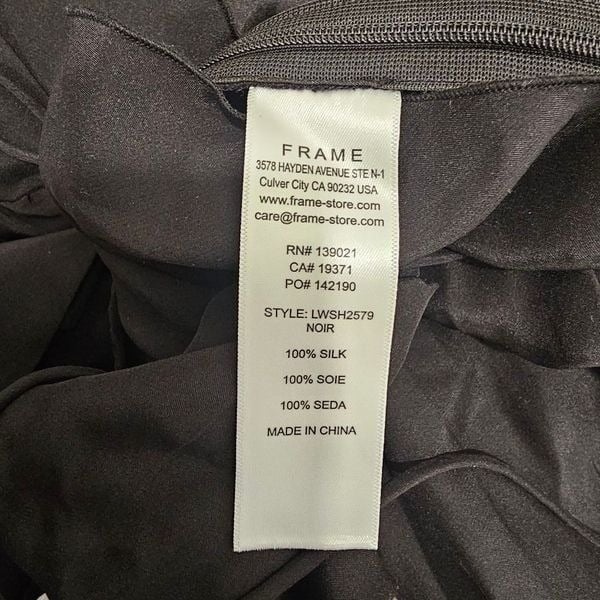 FRAME
3578 HAYDEN AVENUE STE N-1
Culver City CA 90232 USA
www.frame-store.com
care@frame-store.com
RN# 139021
CA# 19371
PO# 142190
STYLE: LWSH2579
NOIR
100% SILK
100% SOIE
100% SEDA
MADE IN CHINA